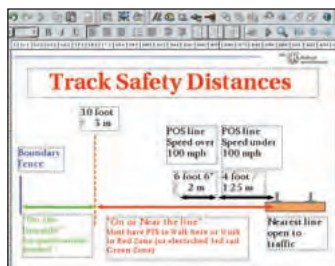 Track Safety Distances
10 foot
3 m
POS line
Speed over
100 mph
POS line
Speed under
100 mph
Boundary
fence
6 foot 6"
2 m
4 foot
1.25 m
"On or Near the line"
Must have PTS to walk here or work
in Red Zone (or electrified 3rd rail
Green Zone)
"On the
Nearest line
open to
traffic